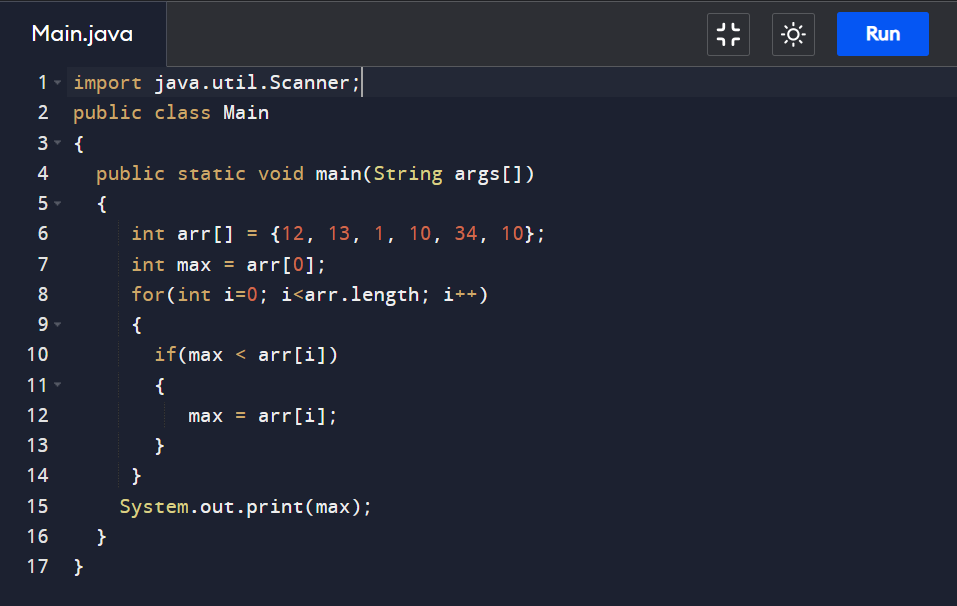 Main.java
Run
1 import java.util.Scanner;
2 public class Main
3 {
4   public static void main(String args[])
5   {
6      int arr[] = {12, 13, 1, 10, 34, 10};
7      int max = arr[0];
8      for(int i=0; i<arr.length; i++)
9      {
10       if(max < arr[i])
11       {
12          max = arr[i];
13       }
14     }
15    System.out.print(max);
16  }
17 }